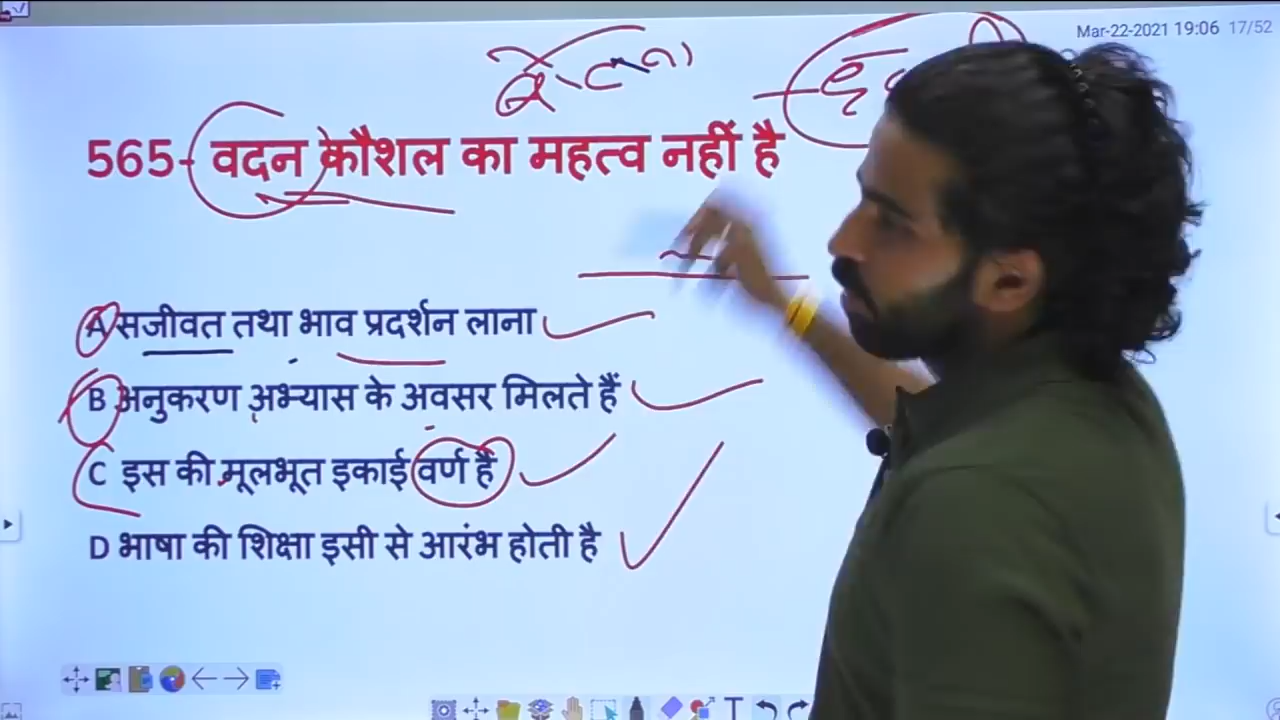 Mar-22-2021 19:06 17/52
565- वदन कौशल का महत्व नहीं है
A सजीवत तथा भाव प्रदर्शन लाना
B अनुकरण अभ्यास के अवसर मिलते हैं
C इस की मूलभूत इकाई वर्ण है
D भाषा की शिक्षा इसी से आरंभ होती है